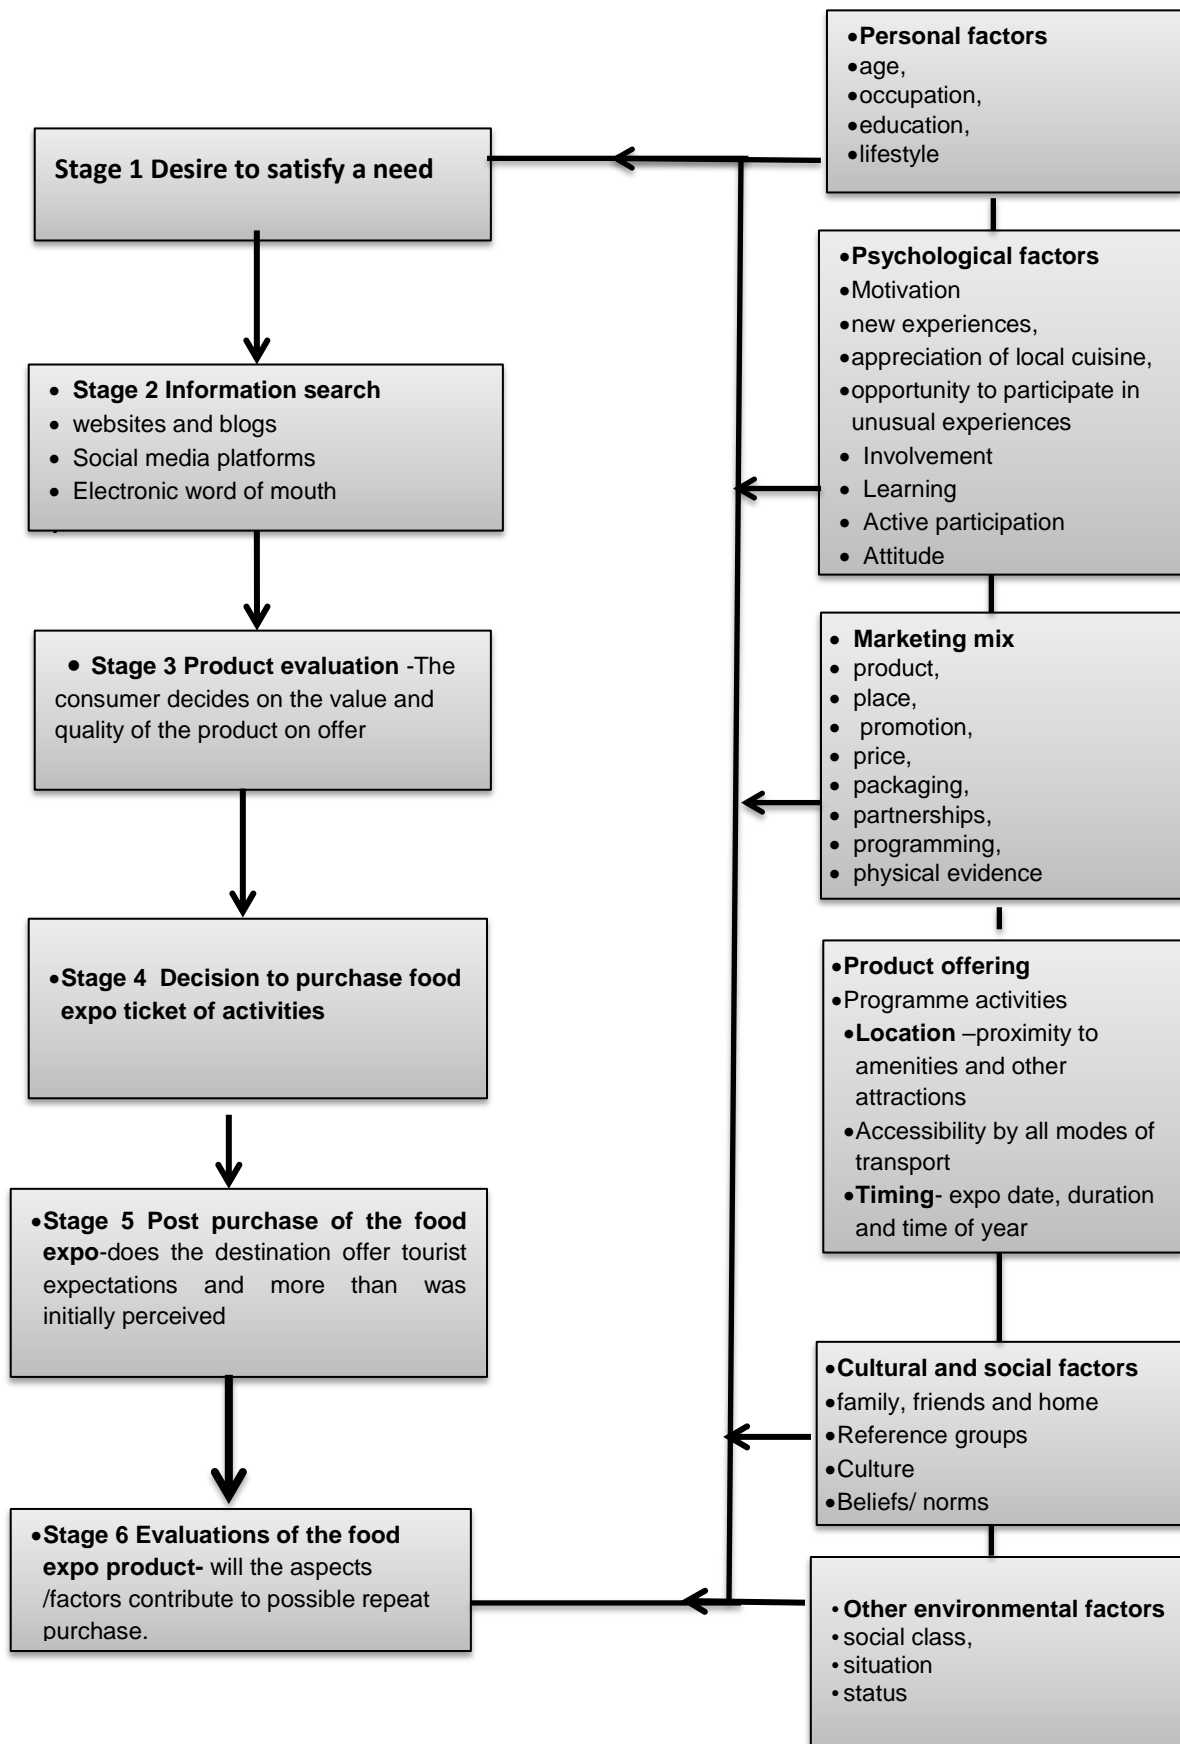 Stage 1 Desire to satisfy a need
• Stage 2 Information search
• websites and blogs
• Social media platforms
• Electronic word of mouth
• Stage 3 Product evaluation -The
consumer decides on the value and
quality of the product on offer
•Stage 4 Decision to purchase food
expo ticket of activities
•Stage 5 Post purchase of the food
expo-does the destination offer tourist
expectations and more than was
initially perceived
•Stage 6 Evaluations of the food
expo product- will the aspects
/factors contribute to possible repeat
purchase.
•Personal factors
•age,
•occupation,
•education,
•lifestyle
•Psychological factors
•Motivation
•new experiences,
•appreciation of local cuisine,
•opportunity to participate in
unusual experiences
• Involvement
• Learning
• Active participation
• Attitude
• Marketing mix
• product,
• place,
• promotion,
• price,
• packaging,
• partnerships,
• programming,
• physical evidence
•Product offering
•Programme activities
•Location –proximity to
amenities and other
attractions
•Accessibility by all modes of
transport
•Timing- expo date, duration
and time of year
•Cultural and social factors
•family, friends and home
•Reference groups
•Culture
•Beliefs/ norms
• Other environmental factors
• social class,
• situation
• status